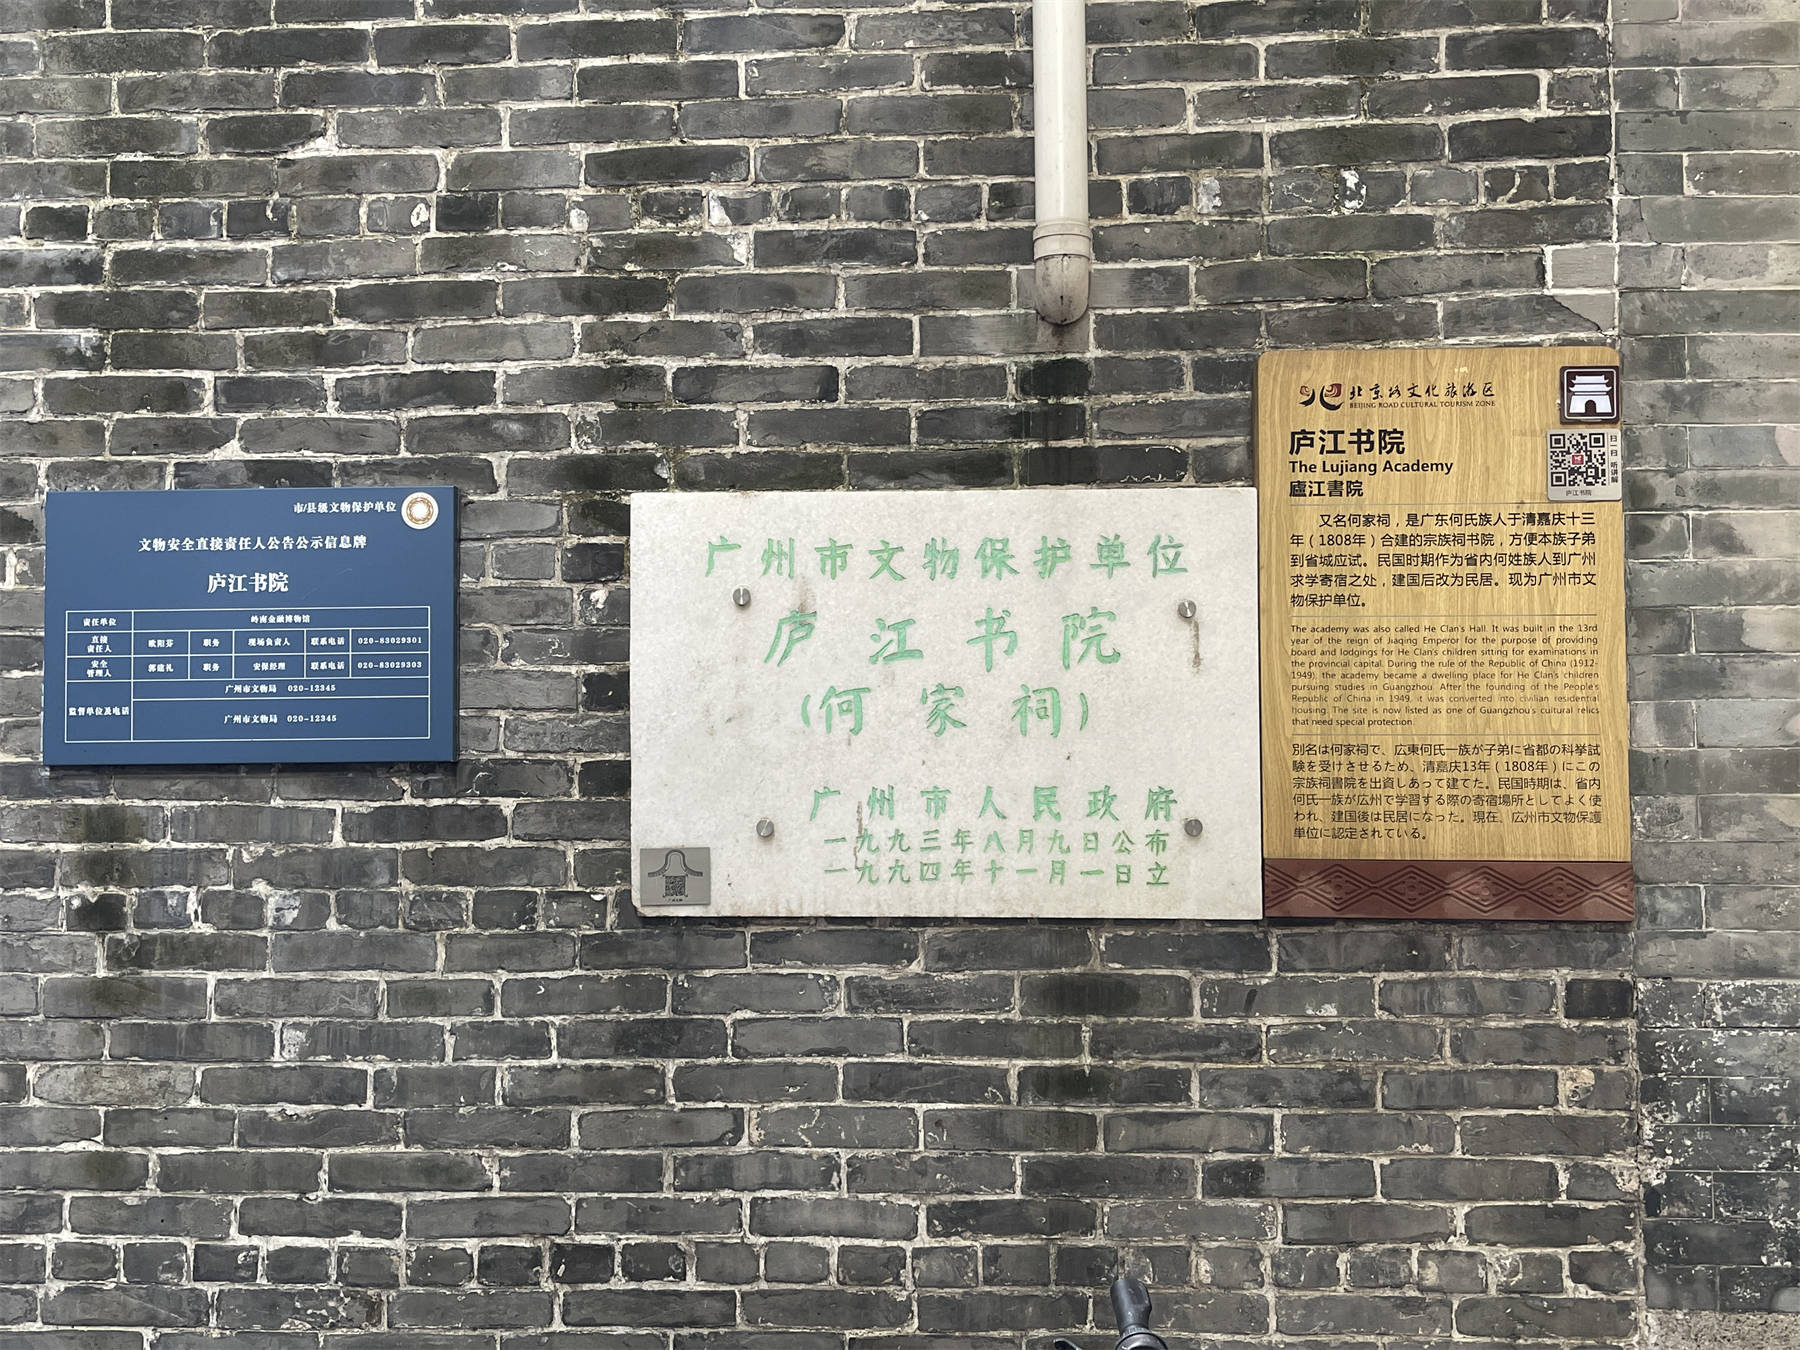 市/县级文物保护单位
文物安全直接责任人公告公示信息牌
庐江书院
责任单位 岭南金融博物馆
直接责任人 欧阳芬 职务 现场负责人 联系电话 020-83029301
安全管理人 郭建礼 职务 安保经理 联系电话 020-83029303
监督单位及电话 广州市文物局 020-12345
广州市文物局 020-12345
广州市文物保护单位
庐江书院
(何家祠)
广州市人民政府
一九九三年八月九日公布
一九九四年十一月一日立
北京路文化旅游区
BEIJING ROAD CULTURAL TOURISM ZONE
庐江书院
The Lujiang Academy
廬江書院
扫一扫 听讲解
庐江书院
又名何家祠，是广东何氏族人于清嘉庆十三
年（1808年）合建的宗族祠书院，方便本族子弟
到省城应试。民国时期作为省内何姓族人到广州
求学寄宿之处，建国后改为民居。现为广州市文
物保护单位。
The academy was also called He Clan's Hall. It was built in the 13rd
year of the reign of Jiaqing Emperor for the purpose of providing
board and lodgings for He Clan's children sitting for examinations in
the provincial capital. During the rule of the Republic of China (1912-
1949), the academy became a dwelling place for He Clan's children
pursuing studies in Guangzhou. After the founding of the People's
Republic of China in 1949, it was converted into civilian residential
housing. The site is now listed as one of Guangzhou's cultural relics
that need special protection.
別名は何家祠で、広東何氏一族が子弟に省都の科挙試
験を受けさせるため、清嘉庆13年（1808年）にこの
宗族祠書院を出資しあって建てた。民国時期は、省内
何氏一族が広州で学習する際の寄宿場所としてよく使
われ、建国後は民居になった。現在、広州市文物保護
単位に認定されている。